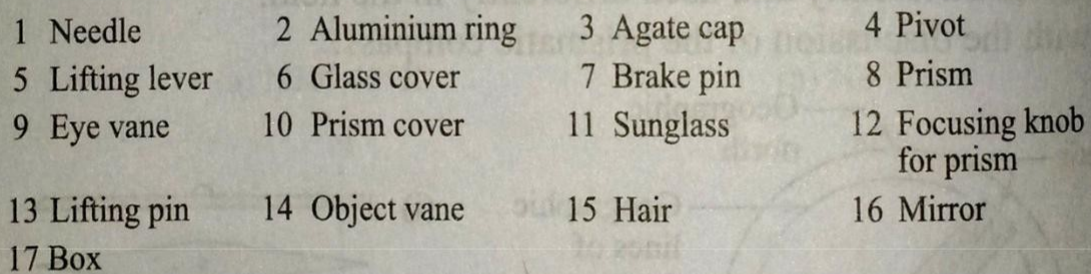 1 Needle 2 Aluminium ring 3 Agate cap 4 Pivot
5 Lifting lever 6 Glass cover 7 Brake pin 8 Prism
9 Eye vane 10 Prism cover 11 Sunglass 12 Focusing knob
for prism
13 Lifting pin 14 Object vane 15 Hair 16 Mirror
17 Box